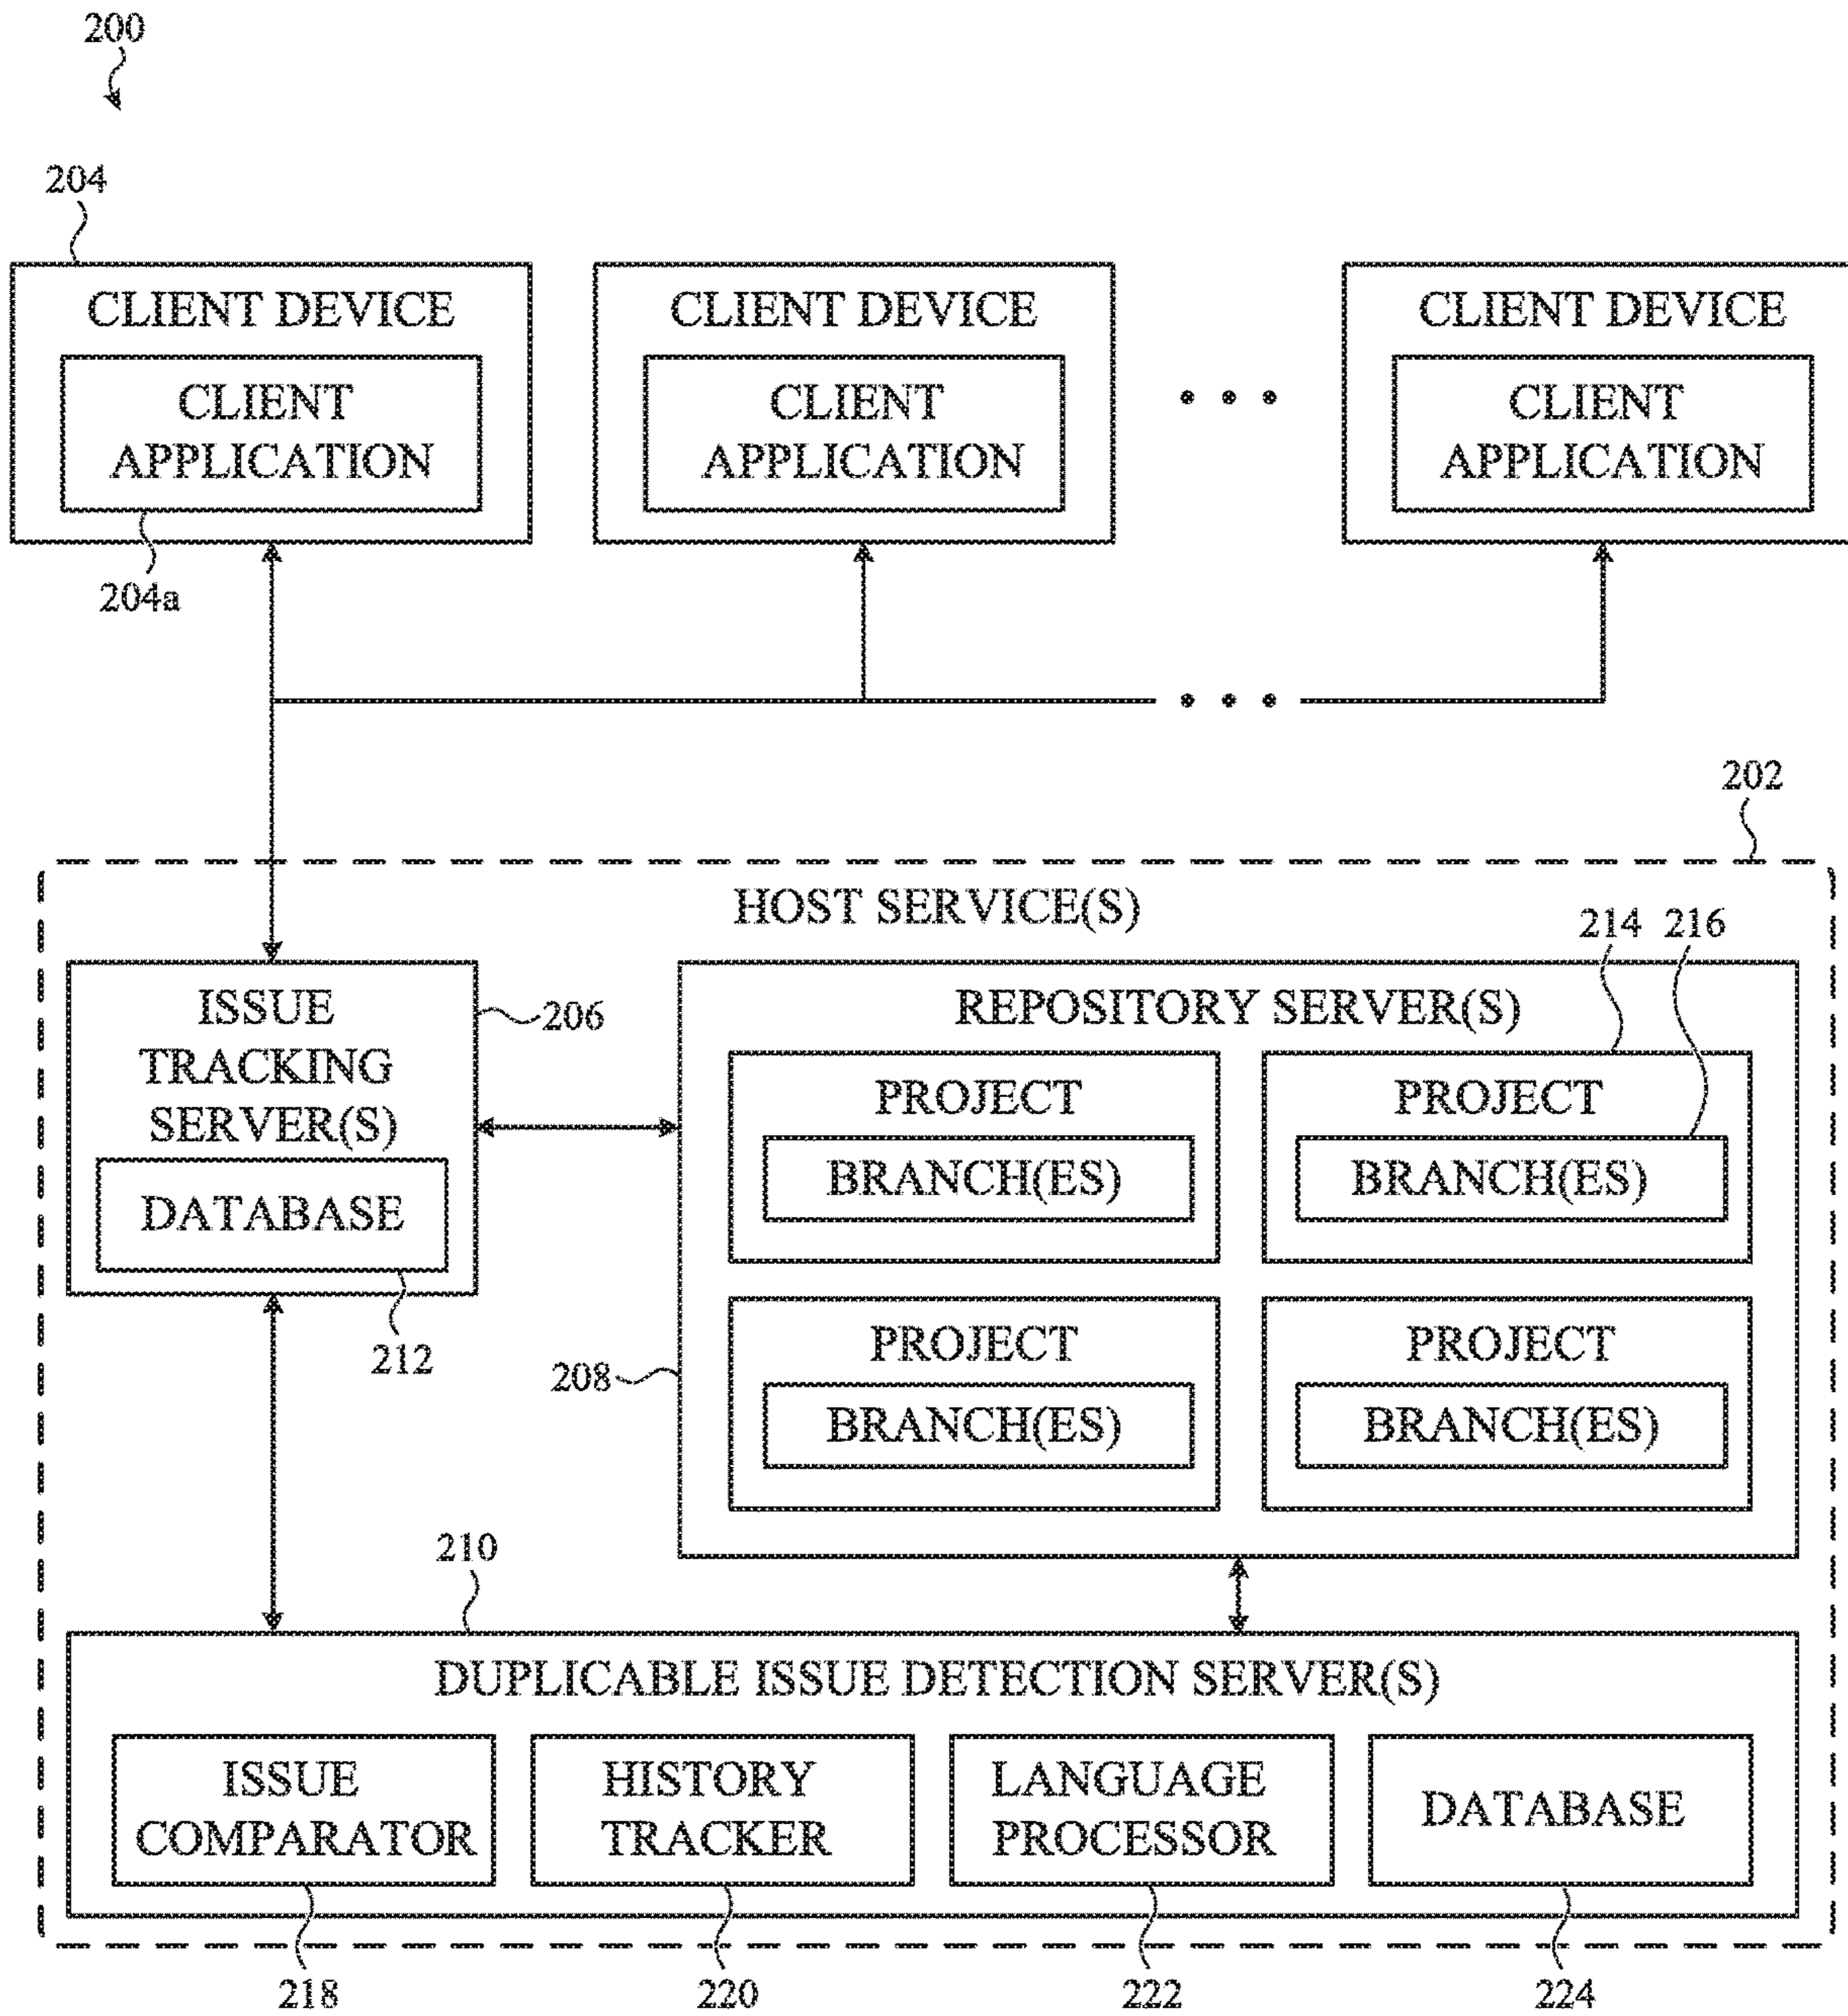 200
204
CLIENT DEVICE
CLIENT
APPLICATION
204a
CLIENT DEVICE
CLIENT
APPLICATION
• • •
CLIENT DEVICE
CLIENT
APPLICATION
• • •
202
HOST SERVICE(S)
ISSUE
TRACKING
SERVER(S)
206
DATABASE
212
214
216
REPOSITORY SERVER(S)
PROJECT
BRANCH(ES)
PROJECT
BRANCH(ES)
208
PROJECT
BRANCH(ES)
PROJECT
BRANCH(ES)
210
DUPLICABLE ISSUE DETECTION SERVER(S)
ISSUE
COMPARATOR
HISTORY
TRACKER
LANGUAGE
PROCESSOR
DATABASE
218
220
222
224